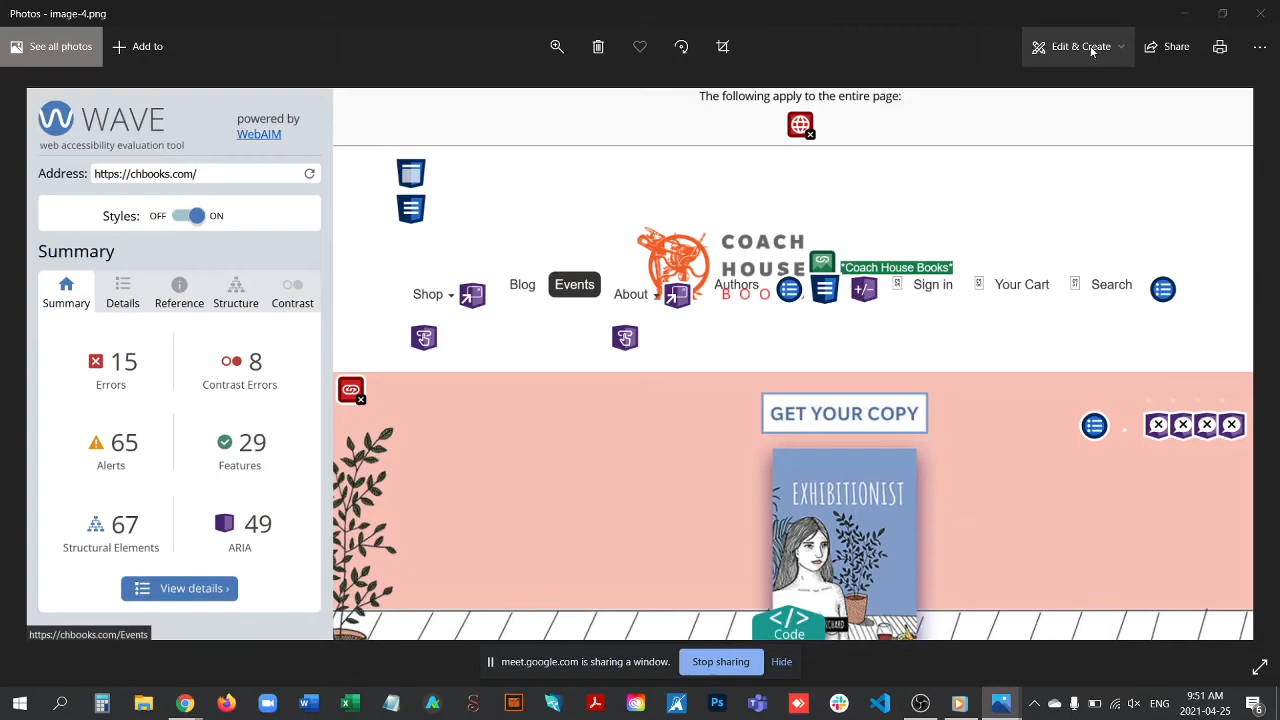 Photos - image-4.png
See all photos
Add to
Edit & Create
Share
WAVE
web accessibility evaluation tool
powered by
WebAIM
Address: https://chbooks.com/
Styles: OFF ON
Summary
Summary Details Reference Structure Contrast
15
Errors
8
Contrast Errors
65
Alerts
29
Features
67
Structural Elements
49
ARIA
View details ›
https://chbooks.com/Events
The following apply to the entire page:
COACH
HOUSE
*Coach House Books*
Shop
Blog
Events
About
Authors
+/-
Sign in
Your Cart
Search
GET YOUR COPY
EXHIBITIONIST
</>
Code
meet.google.com is sharing a window.
Stop sharing
Hide
ENG
9:51 AM
2021-04-25
6